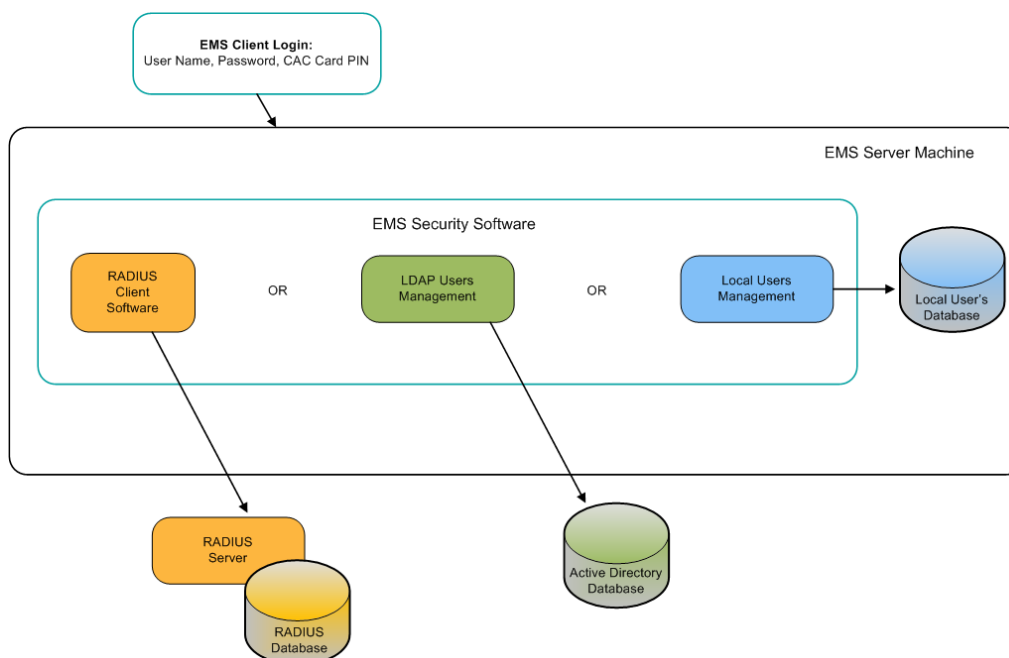 EMS Client Login:
User Name, Password, CAC Card PIN
EMS Server Machine
EMS Security Software
RADIUS
Client
Software
OR
LDAP Users
Management
OR
Local Users
Management
Local User's
Database
RADIUS
Server
RADIUS
Database
Active Directory
Database